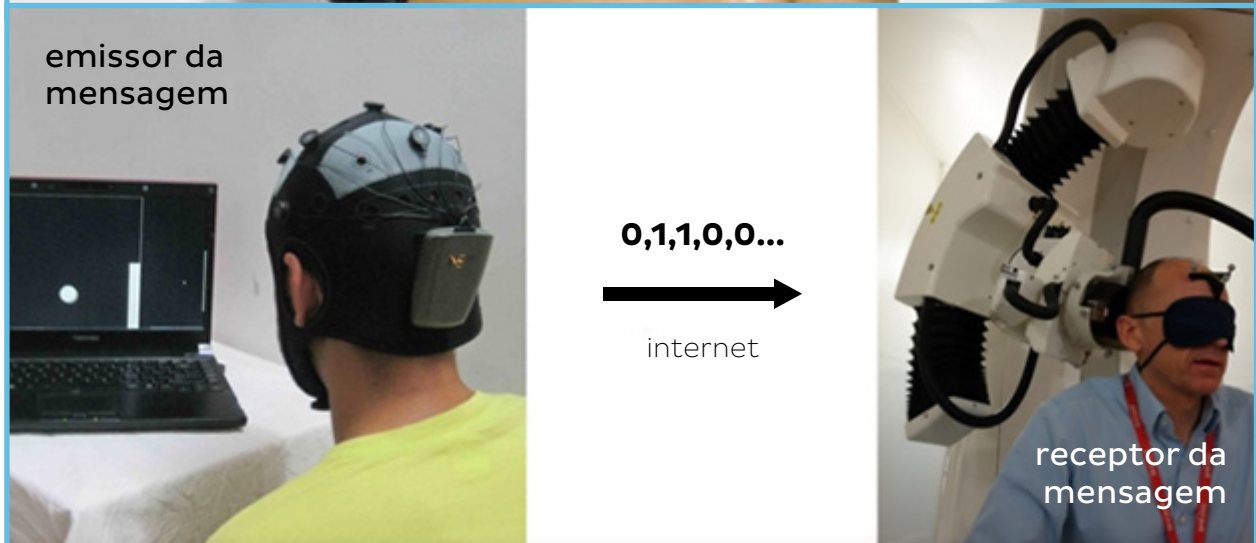 emissor da
mensagem
0,1,1,0,0...
internet
receptor da
mensagem